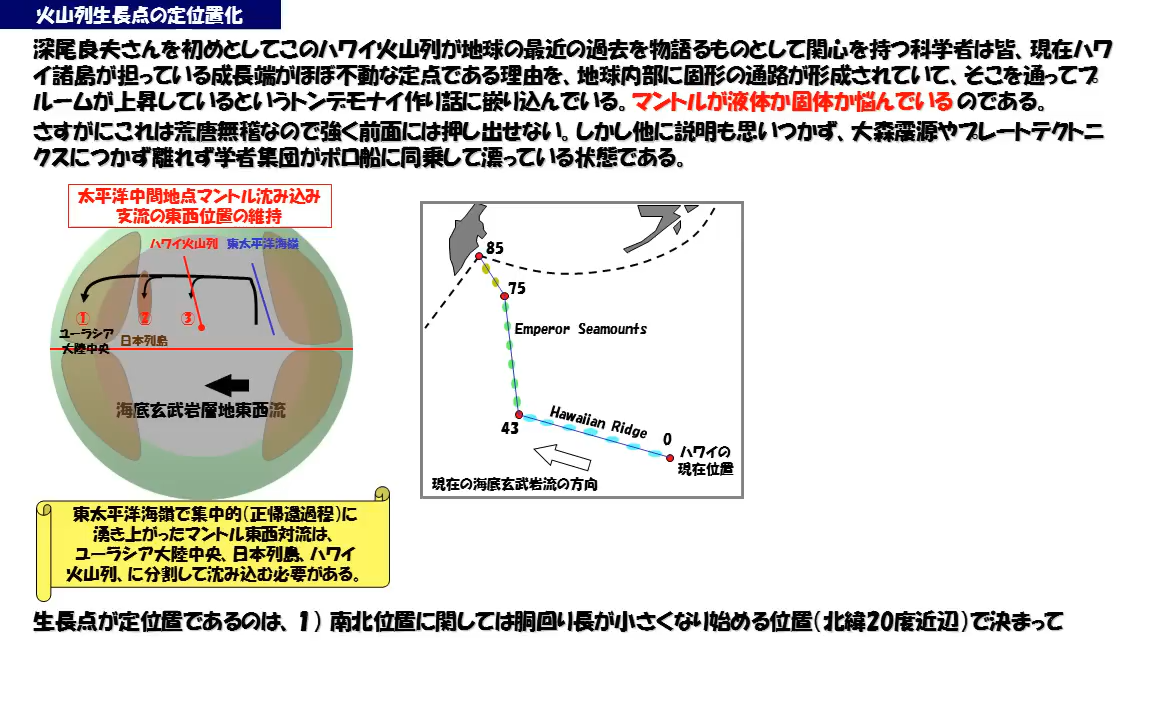 火山列生長点の定位置化
深尾良夫さんを初めとしてこのハワイ火山列が地球の最近の過去を物語るものとして関心を持つ科学者は皆、現在ハワ
イ諸島が担っている成長端がほぼ不動な定点である理由を、地球内部に固形の通路が形成されていて、そこを通ってプ
ルームが上昇しているというトンデモナイ作り話に嵌り込んでいる。マントルが液体か固体か悩んでいるのである。
さすがにこれは荒唐無稽なので強く前面には押し出せない。しかし他に説明も思いつかず、大森震源やプレートテクトニ
クスにつかず離れず学者集団がボロ船に同乗して漂っている状態である。
太平洋中間地点マントル沈み込み
支流の東西位置の維持
ハワイ火山列 東太平洋海嶺
① ② ③
ユーラシア
大陸中央
日本列島
海底玄武岩層地東西流
東太平洋海嶺で集中的(正帰還過程)に
湧き上がったマントル東西対流は、
ユーラシア大陸中央、日本列島、ハワイ
火山列、に分割して沈み込む必要がある。
85
75
Emperor Seamounts
Hawaiian Ridge
43
0
ハワイの
現在位置
現在の海底玄武岩流の方向
生長点が定位置であるのは、1) 南北位置に関しては胴回り長が小さくなり始める位置(北緯20度近辺)で決まって